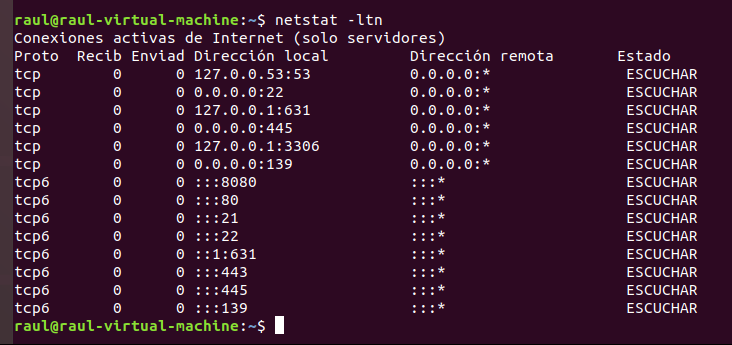 raul@raul-virtual-machine:~$ netstat -ltn
Conexiones activas de Internet (solo servidores)
Proto  Recib Enviad Dirección local         Dirección remota       Estado
tcp        0      0 127.0.0.53:53           0.0.0.0:*               ESCUCHAR
tcp        0      0 0.0.0.0:22              0.0.0.0:*               ESCUCHAR
tcp        0      0 127.0.0.1:631           0.0.0.0:*               ESCUCHAR
tcp        0      0 0.0.0.0:445             0.0.0.0:*               ESCUCHAR
tcp        0      0 127.0.0.1:3306          0.0.0.0:*               ESCUCHAR
tcp        0      0 0.0.0.0:139             0.0.0.0:*               ESCUCHAR
tcp6       0      0 :::8080                 :::*                    ESCUCHAR
tcp6       0      0 :::80                   :::*                    ESCUCHAR
tcp6       0      0 :::21                   :::*                    ESCUCHAR
tcp6       0      0 :::22                   :::*                    ESCUCHAR
tcp6       0      0 ::1:631                 :::*                    ESCUCHAR
tcp6       0      0 :::443                  :::*                    ESCUCHAR
tcp6       0      0 :::445                  :::*                    ESCUCHAR
tcp6       0      0 :::139                  :::*                    ESCUCHAR
raul@raul-virtual-machine:~$